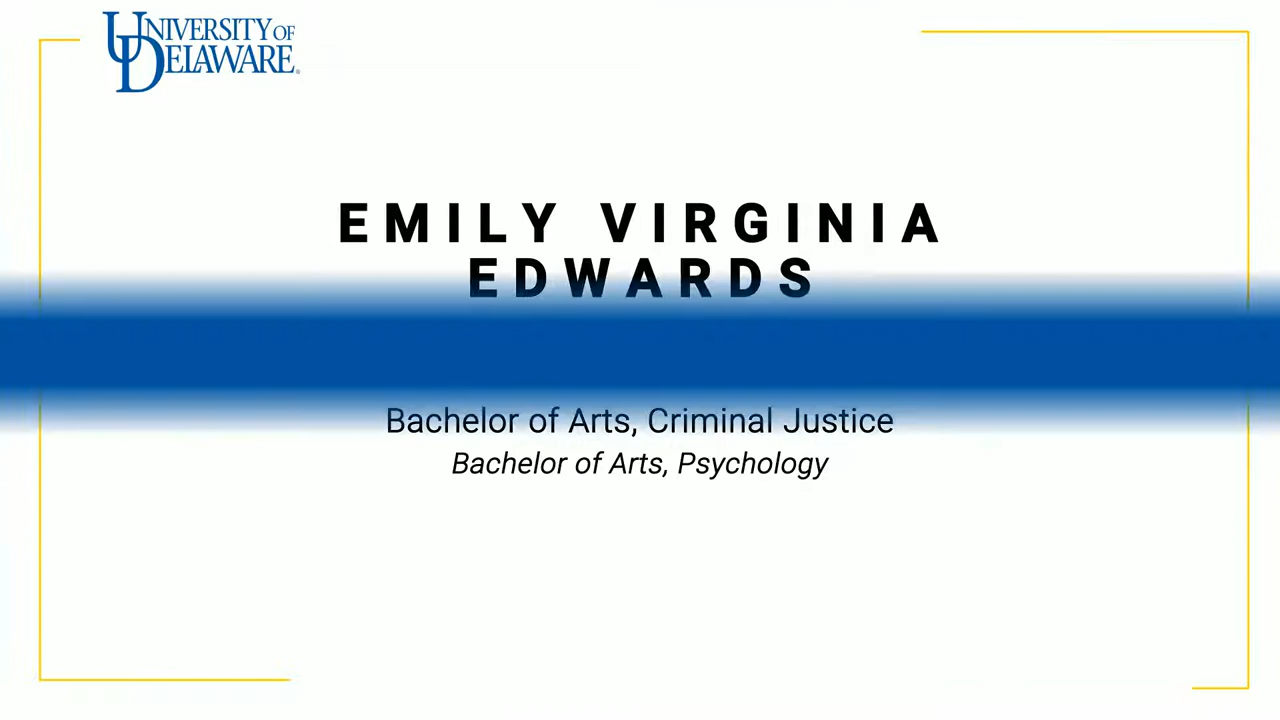 UNIVERSITY OF
DELAWARE
EMILY VIRGINIA
EDWARDS
Bachelor of Arts, Criminal Justice
Bachelor of Arts, Psychology